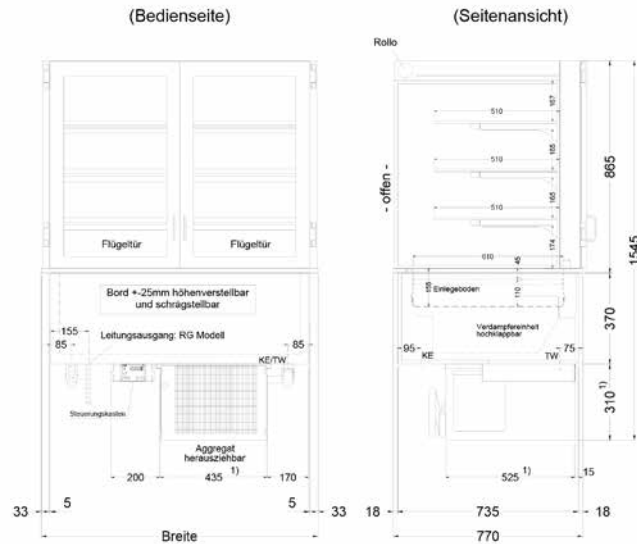 (Bedienseite)
(Seitenansicht)
Rollo
167
510
165
510
165
510
174
- offen -
865
1545
Flügeltür
Flügeltür
610
45
Einlegeboden
155
110
370
Bord +-25mm höhenverstellbar
und schrägstellbar
155
Leitungsausgang: RG Modell
85
85
KE/TW
Verdampfereinheit
hochklappbar
95
KE
TW
75
Steuerungskasten
310 1)
Aggregat
herausziehbar
200
435 1)
170
525 1)
15
33
5
5
33
18
735
18
Breite
770